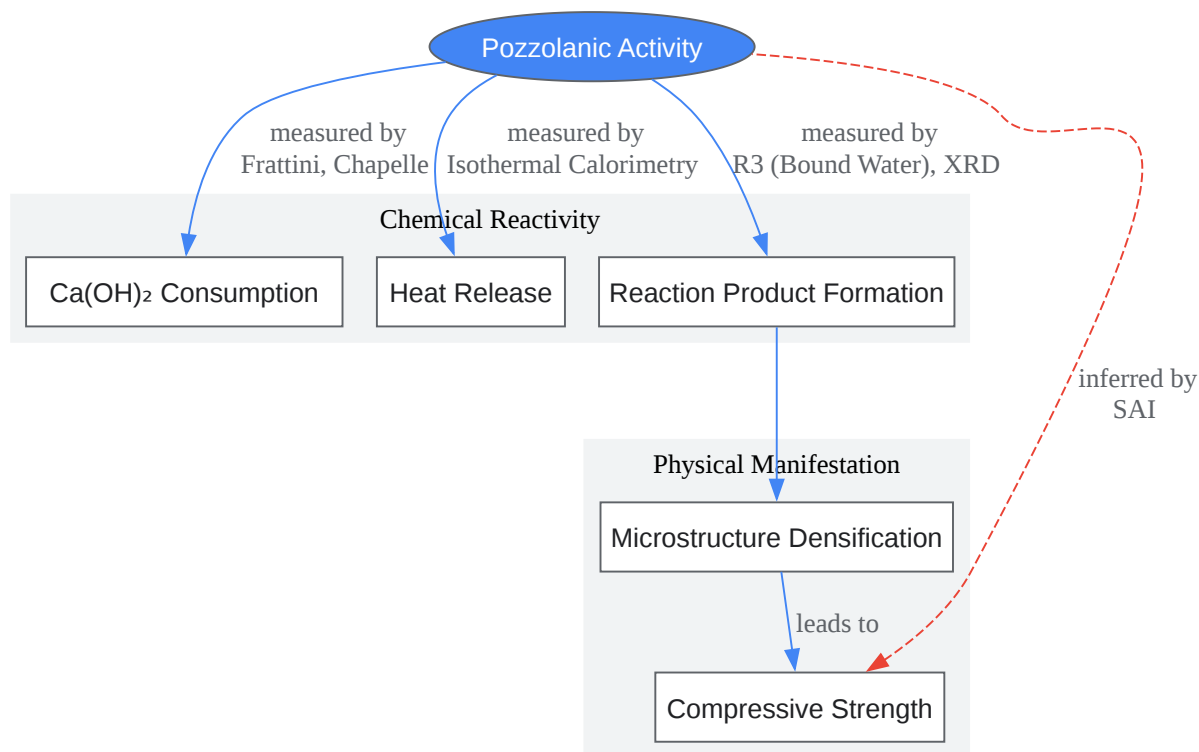 Pozzolanic Activity
measured by
Frattini, Chapelle
measured by
Isothermal Calorimetry
measured by
R3 (Bound Water), XRD
Chemical Reactivity
Ca(OH)₂ Consumption
Heat Release
Reaction Product Formation
inferred by
SAI
Physical Manifestation
Microstructure Densification
leads to
Compressive Strength